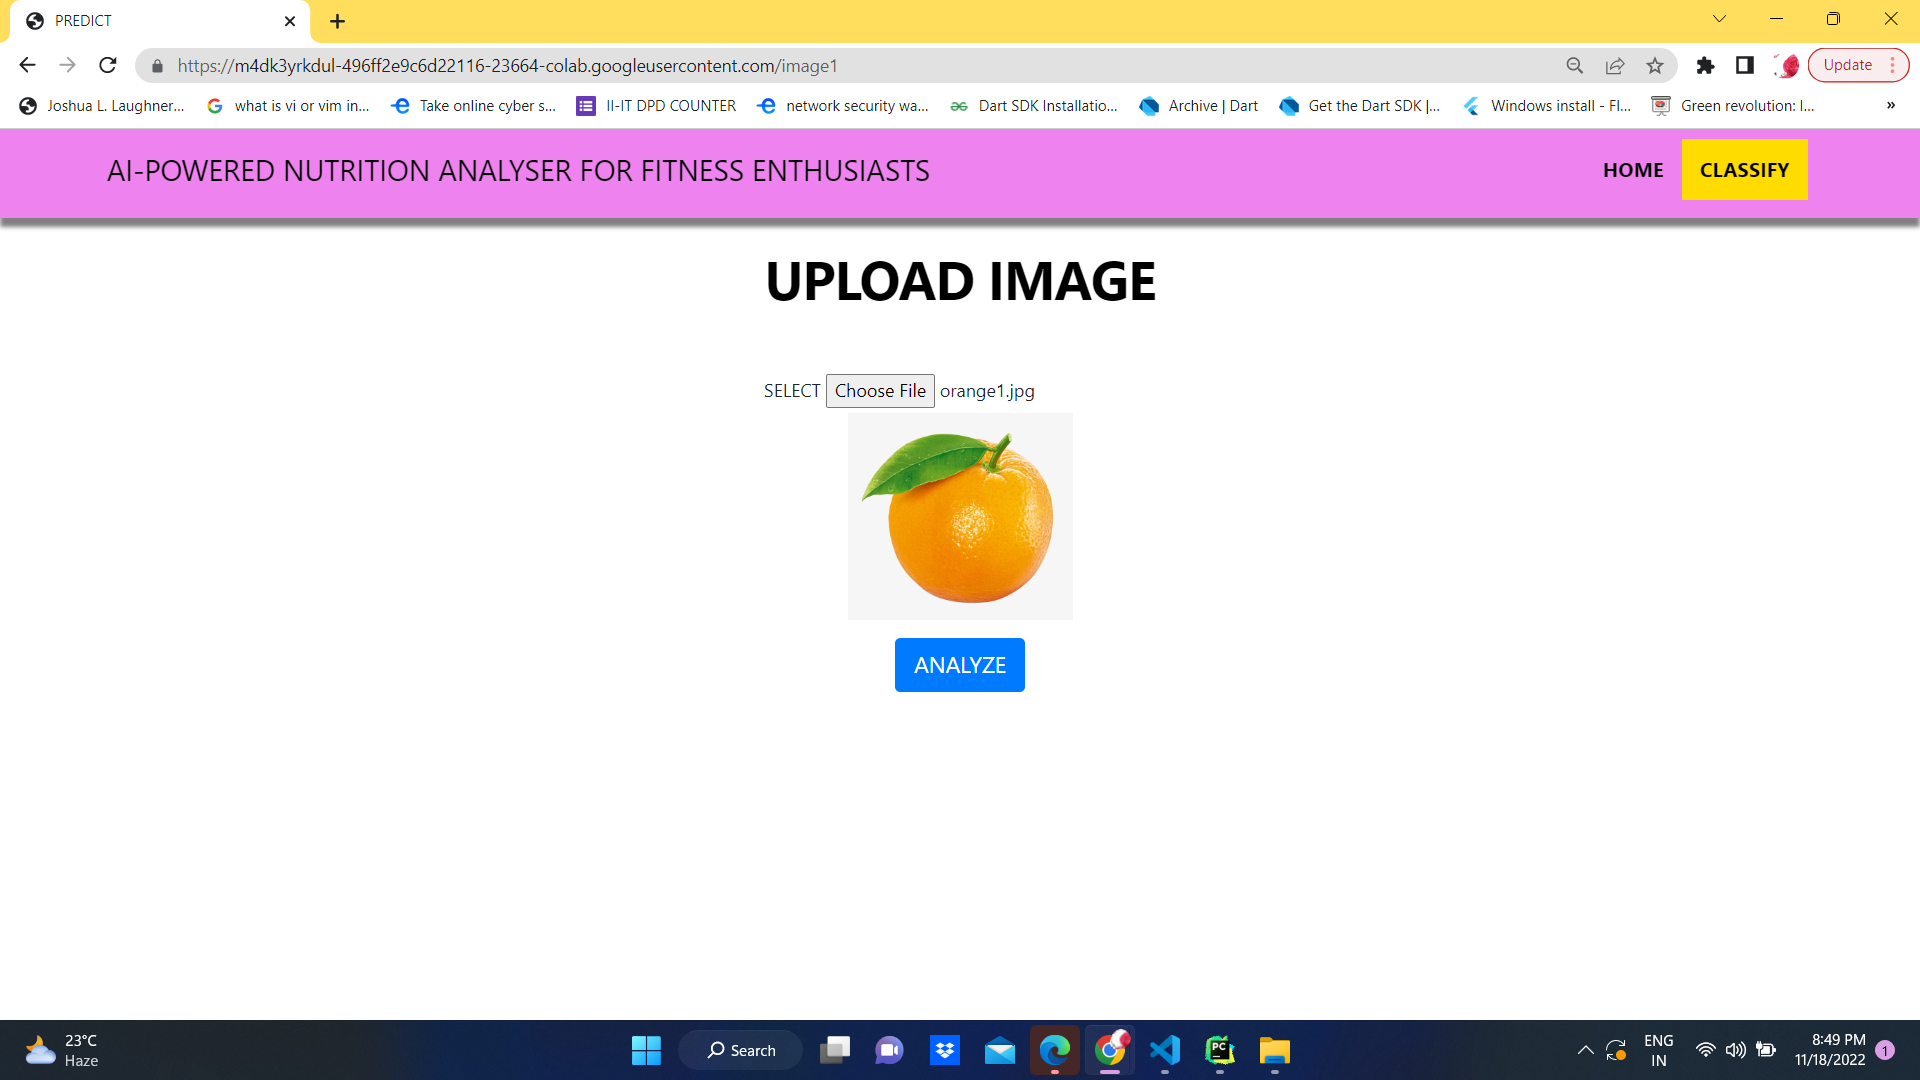 PREDICT
https://m4dk3yrkdul-496ff2e9c6d22116-23664-colab.googleusercontent.com/image1
Update
Joshua L. Laughner... what is vi or vim in... Take online cyber s... II-IT DPD COUNTER network security wa... Dart SDK Installatio... Archive | Dart Get the Dart SDK |... Windows install - Fl... Green revolution: I... »
AI-POWERED NUTRITION ANALYSER FOR FITNESS ENTHUSIASTS
HOME CLASSIFY
UPLOAD IMAGE
SELECT Choose File orange1.jpg
ANALYZE
23°C
Haze
Search
PC
ENG
IN
8:49 PM
11/18/2022
1